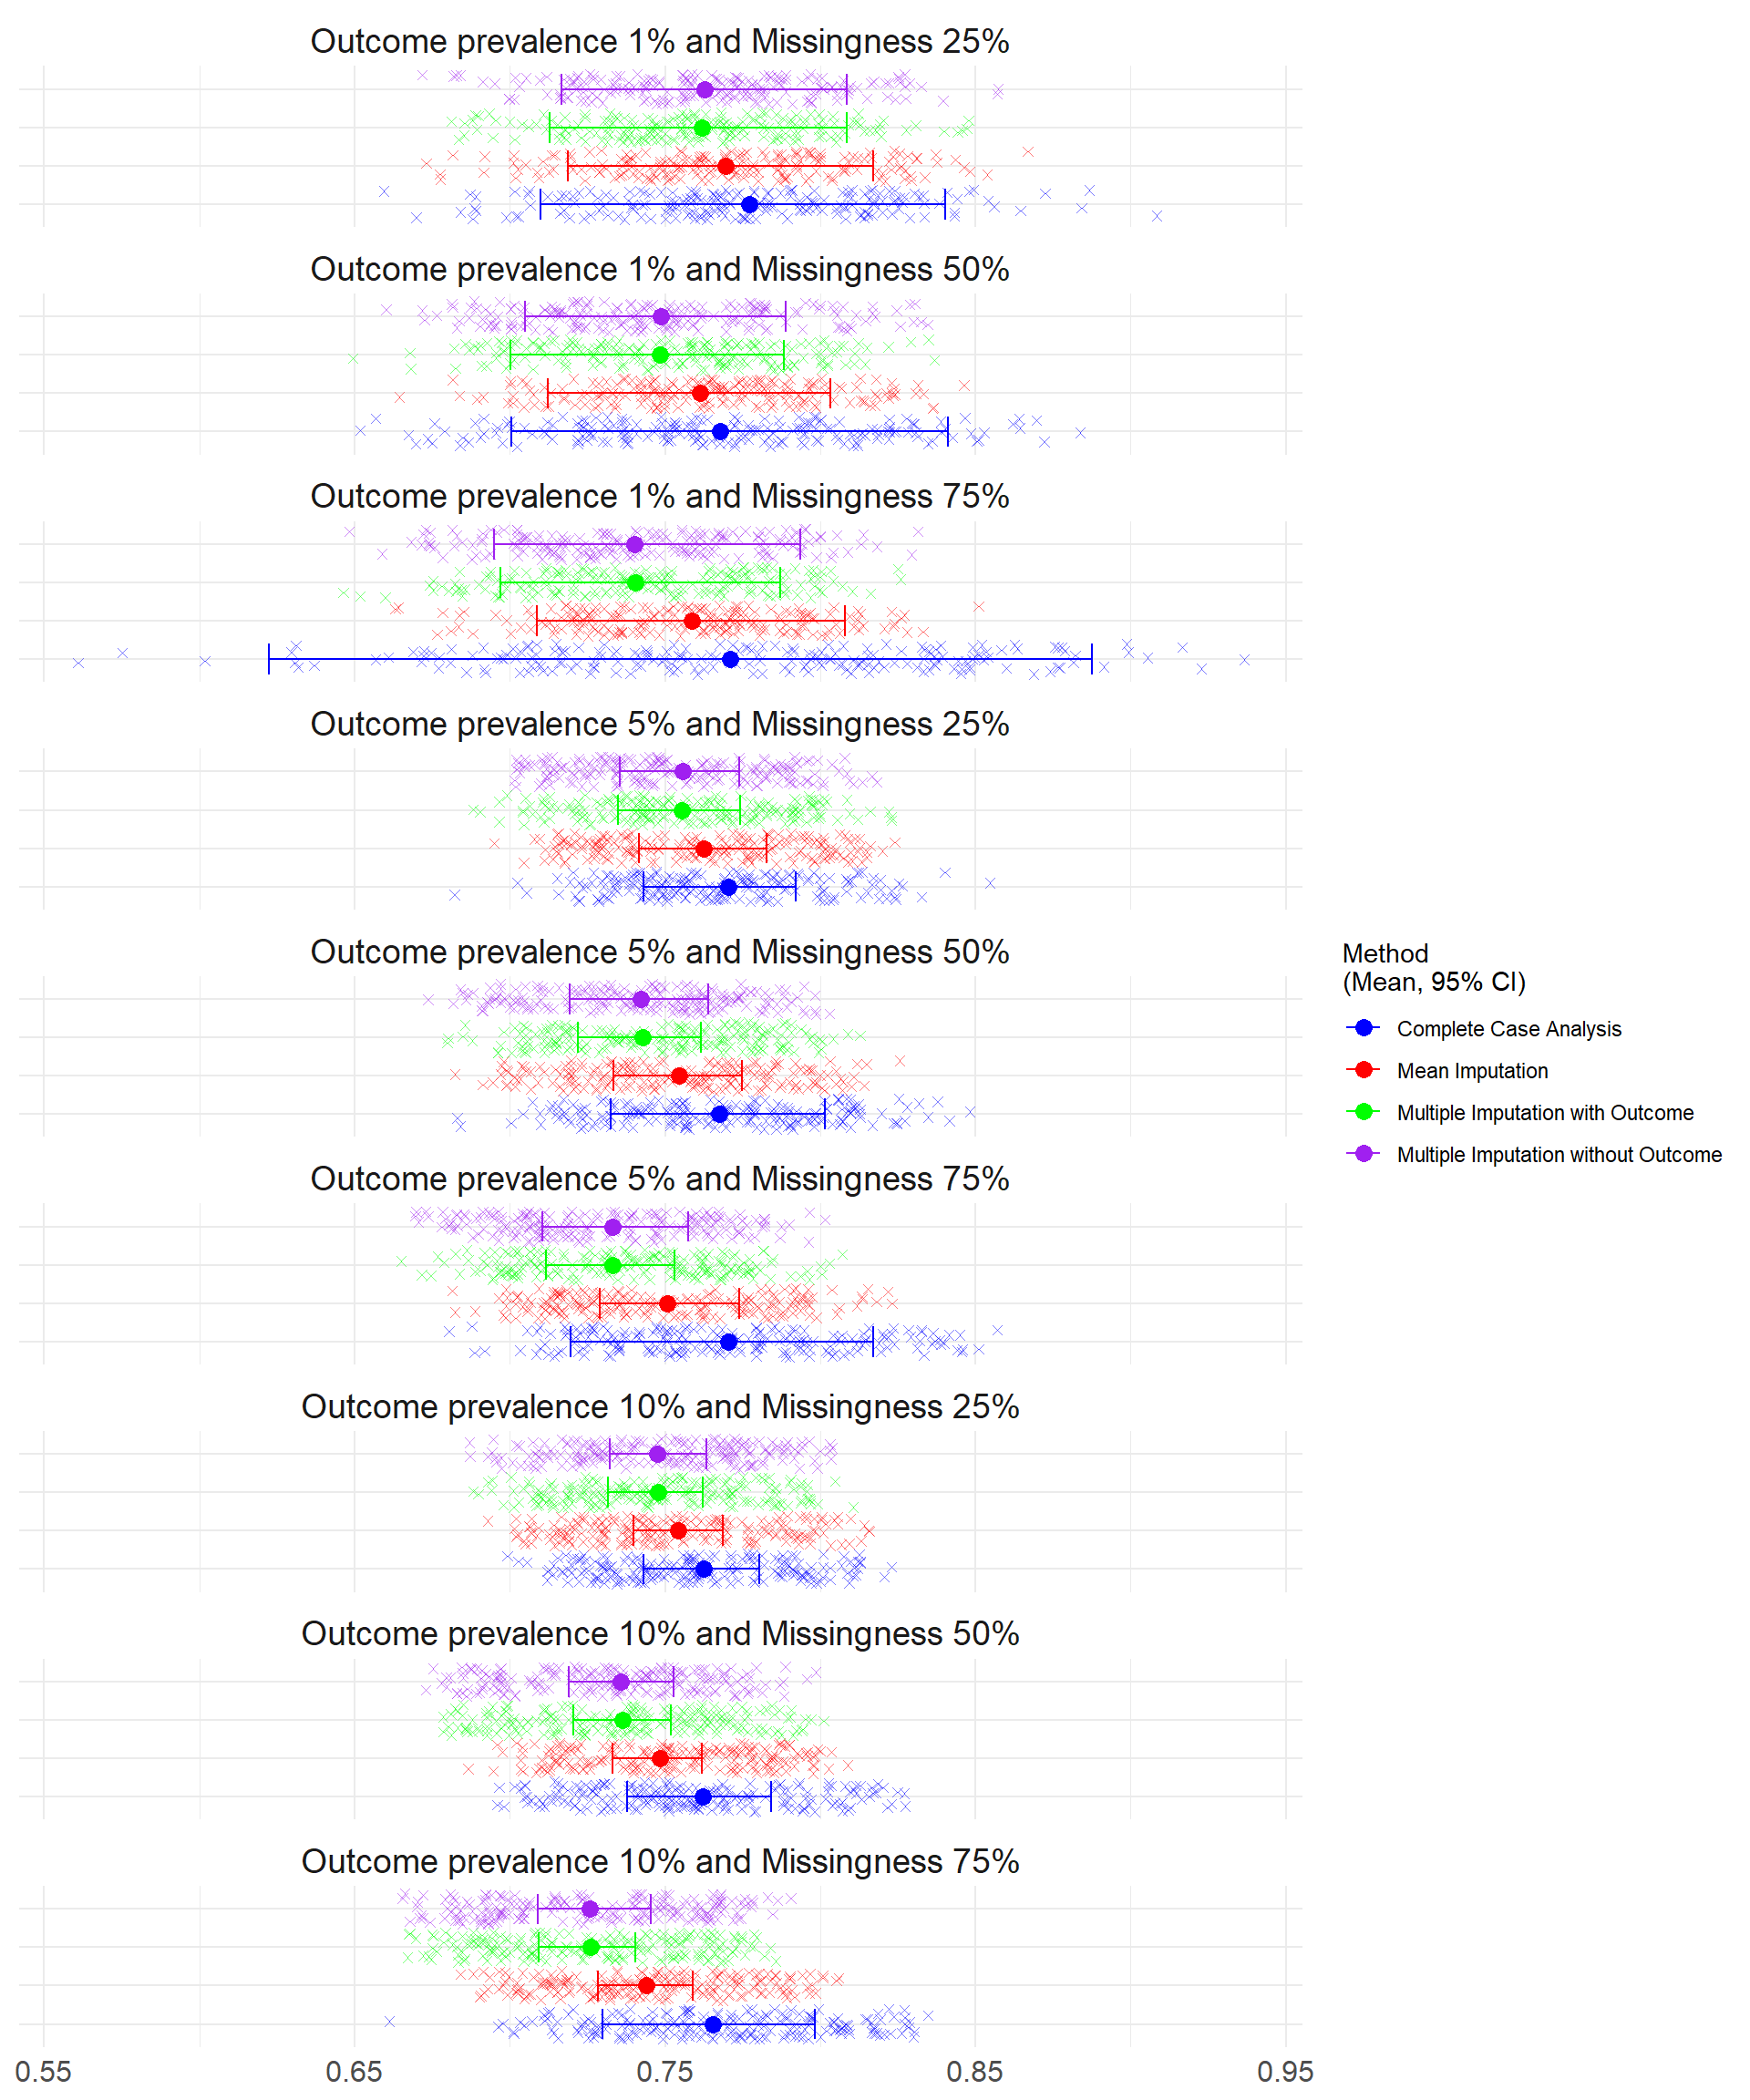 Outcome prevalence 1% and Missingness 25%
Outcome prevalence 1% and Missingness 50%
Outcome prevalence 1% and Missingness 75%
Outcome prevalence 5% and Missingness 25%
Outcome prevalence 5% and Missingness 50%
Outcome prevalence 5% and Missingness 75%
Outcome prevalence 10% and Missingness 25%
Outcome prevalence 10% and Missingness 50%
Outcome prevalence 10% and Missingness 75%
0.55 0.65 0.75 0.85 0.95
Method
(Mean, 95% CI)
Complete Case Analysis
Mean Imputation
Multiple Imputation with Outcome
Multiple Imputation without Outcome